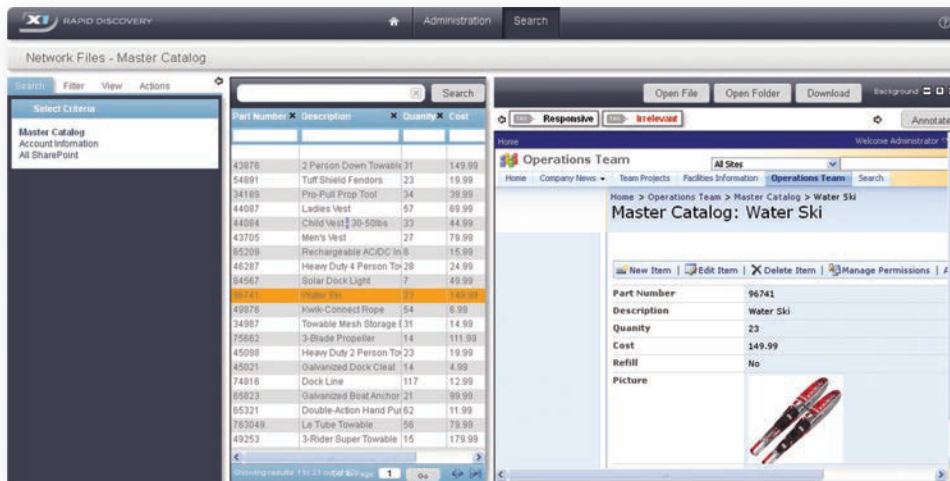 X1 RAPID DISCOVERY
Administration
Search
Network Files - Master Catalog
Search Filter View Actions
Select Criteria
Master Catalog
Account Information
All SharePoint
Search
Part Number Description Quanity Cost
43876 2 Person Down Towable 31 149.99
54891 Tuff Shield Fendors 23 19.99
34189 Pro-Pull Prop Tool 34 39.99
44087 Ladies Vest 57 69.99
44084 Child Vest 30-50lbs 33 44.99
43705 Men's Vest 27 79.99
65209 Rechargeable AC/DC In 8 15.99
46287 Heavy Duty 4 Person To 28 24.99
84567 Solar Dock Light 7 49.99
96741 Water Ski 23 149.99
49876 Kwik-Connect Rope 54 6.99
34987 Towable Mesh Storage 31 14.99
75662 3-Blade Propeller 14 111.99
45098 Heavy Duty 2 Person To 23 19.99
45021 Galvanized Dock Cleat 14 4.99
74816 Dock Line 117 12.99
65823 Galvanized Boat Anchor 21 99.99
65321 Double-Action Hand Pu 62 11.99
763049 Le Tube Towable 56 79.99
49253 3-Rider Super Towable 15 179.99
Showing results 1 to 21 Page: 1 Go
Open File Open Folder Download Background
Responsive Irrelevant Annotate
Home Welcome Administrator
Operations Team All Sites
Home Company News Team Projects Facilities Information Operations Team Search
Home > Operations Team > Master Catalog > Water Ski
Master Catalog: Water Ski
New Item | Edit Item | Delete Item | Manage Permissions | A
Part Number 96741
Description Water Ski
Quanity 23
Cost 149.99
Refill No
Picture